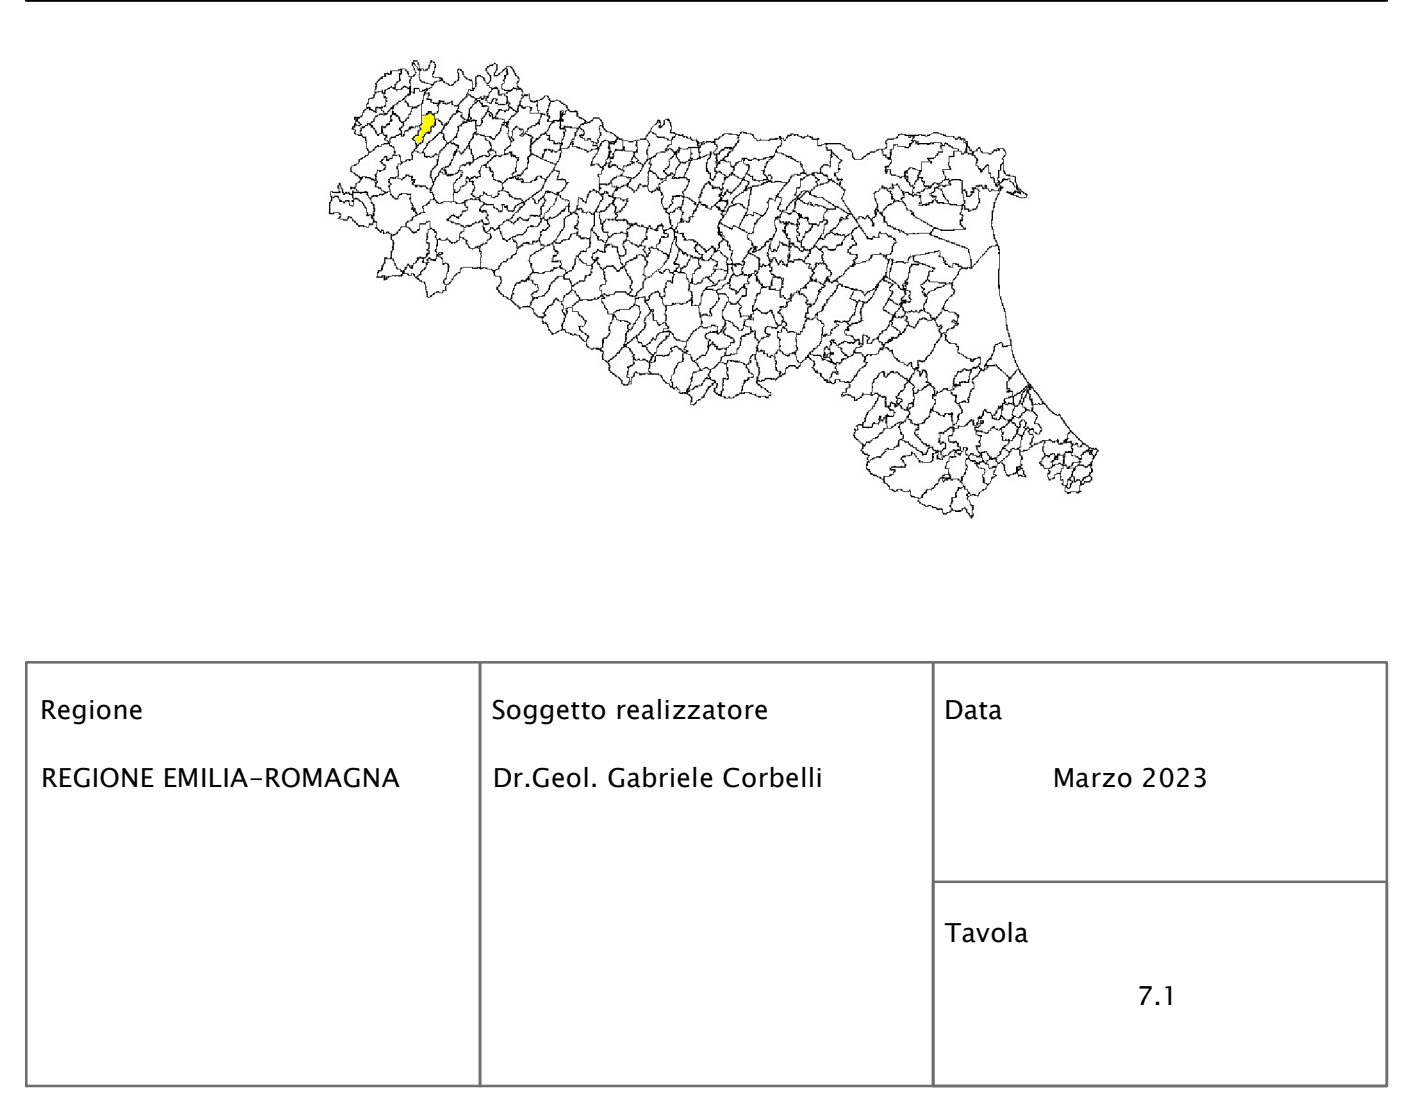 Regione
REGIONE EMILIA-ROMAGNA
Soggetto realizzatore
Dr.Geol. Gabriele Corbelli
Data
Marzo 2023
Tavola
7.1